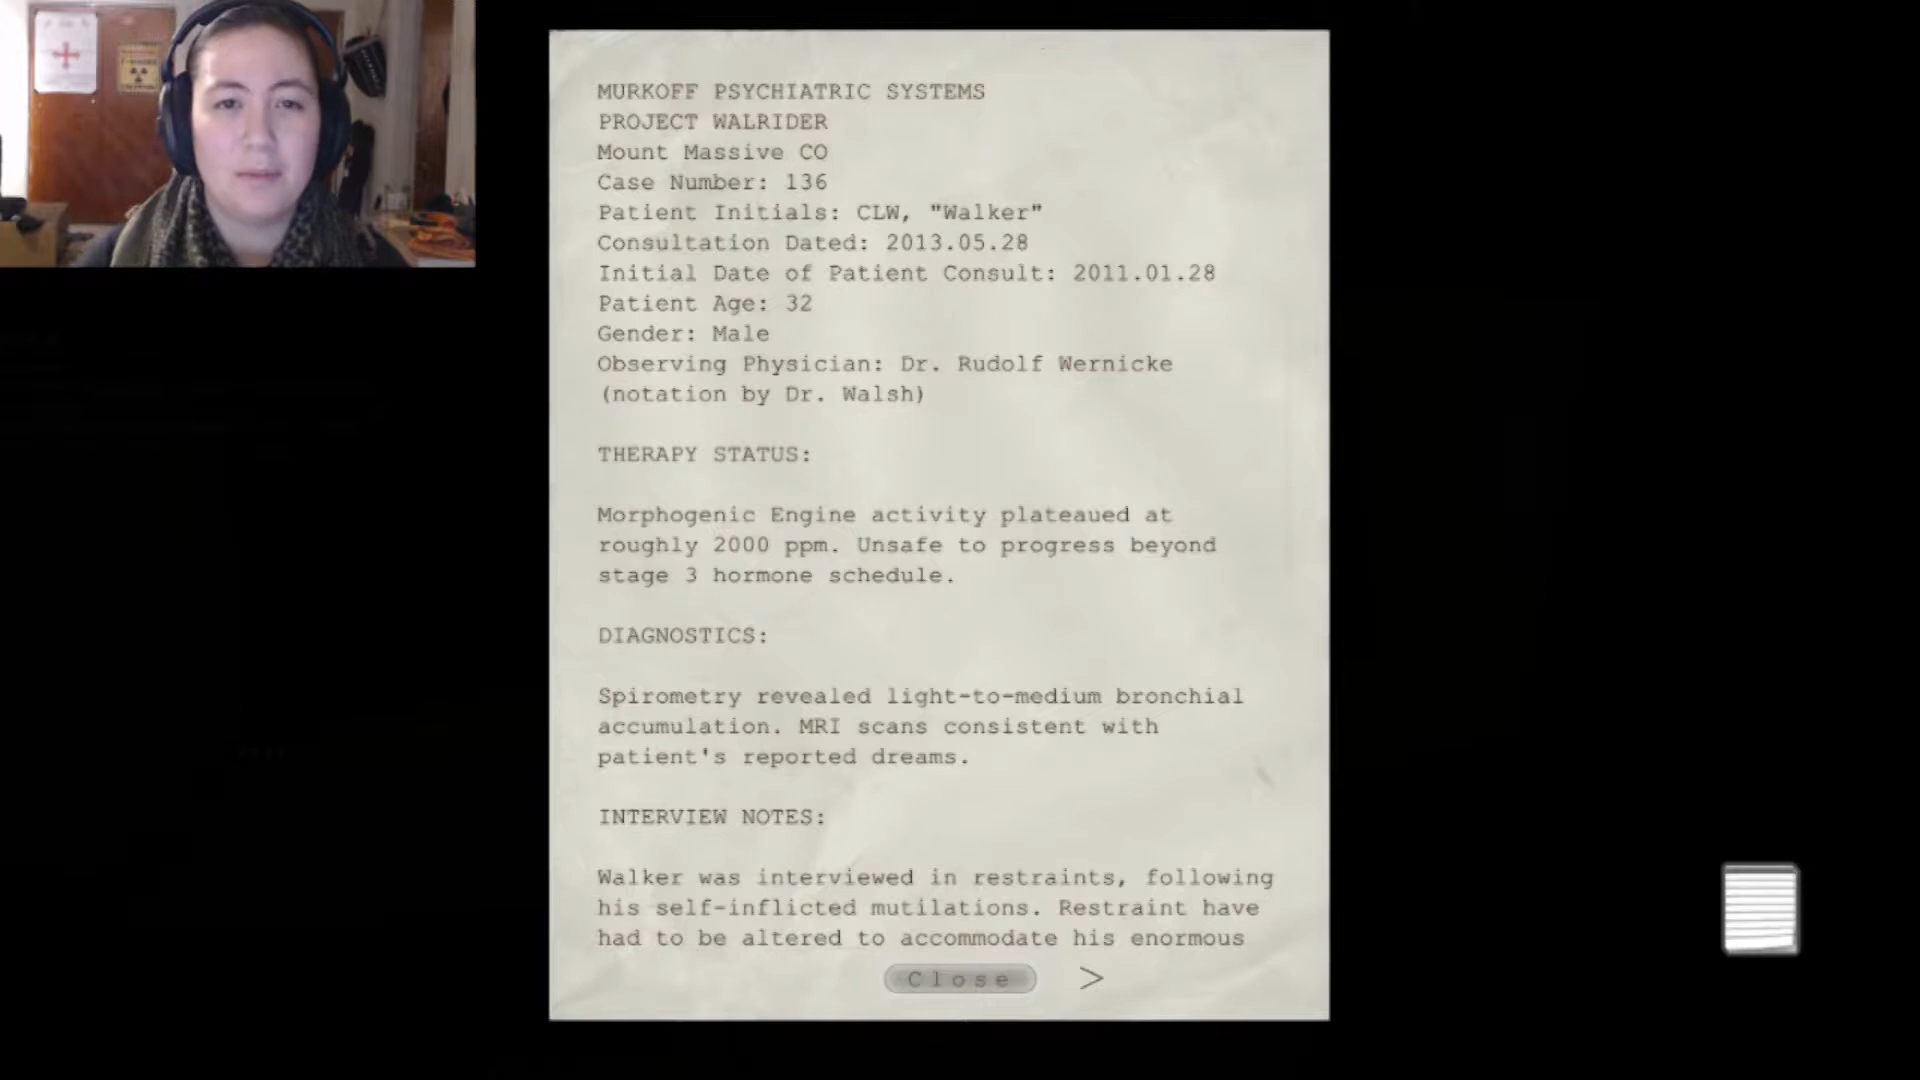 MURKOFF PSYCHIATRIC SYSTEMS
PROJECT WALRIDER
Mount Massive CO
Case Number: 136
Patient Initials: CLW, "Walker"
Consultation Dated: 2013.05.28
Initial Date of Patient Consult: 2011.01.28
Patient Age: 32
Gender: Male
Observing Physician: Dr. Rudolf Wernicke
(notation by Dr. Walsh)
THERAPY STATUS:
Morphogenic Engine activity plateaued at
roughly 2000 ppm. Unsafe to progress beyond
stage 3 hormone schedule.
DIAGNOSTICS:
Spirometry revealed light-to-medium bronchial
accumulation. MRI scans consistent with
patient's reported dreams.
INTERVIEW NOTES:
Walker was interviewed in restraints, following
his self-inflicted mutilations. Restraint have
had to be altered to accommodate his enormous
Close >